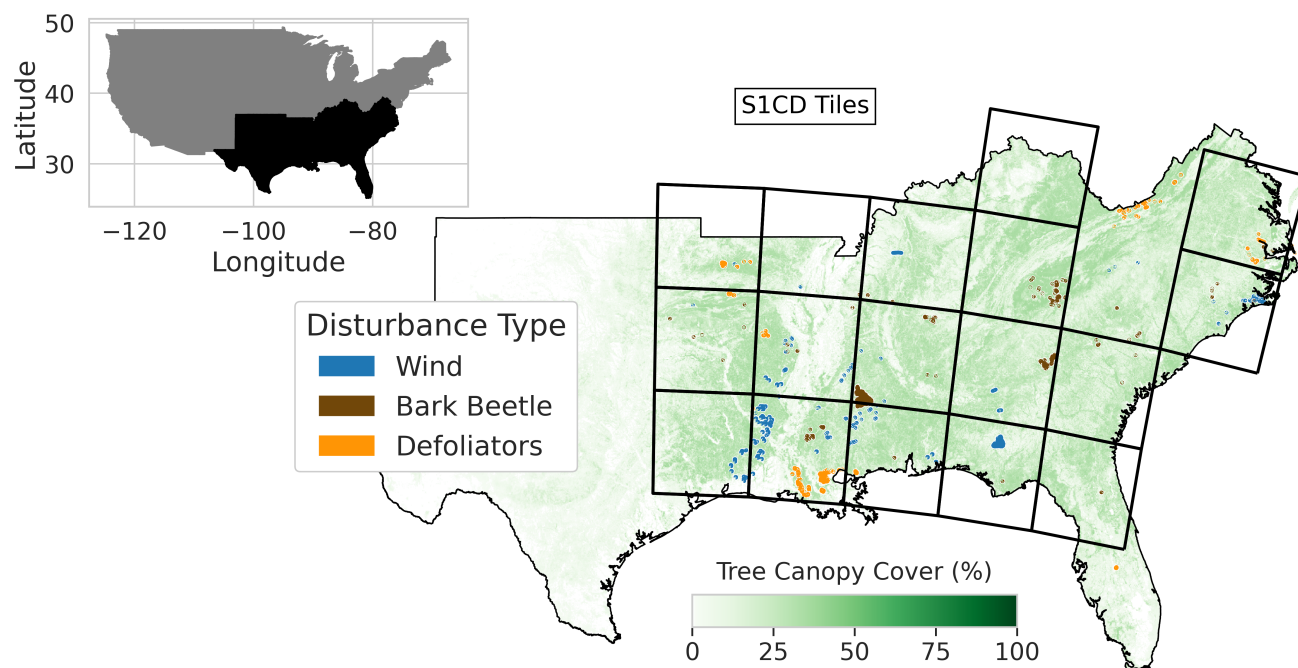 50
40
30
Latitude
−120
−100
−80
Longitude
S1CD Tiles
Disturbance Type
Wind
Bark Beetle
Defoliators
Tree Canopy Cover (%)
0
25
50
75
100